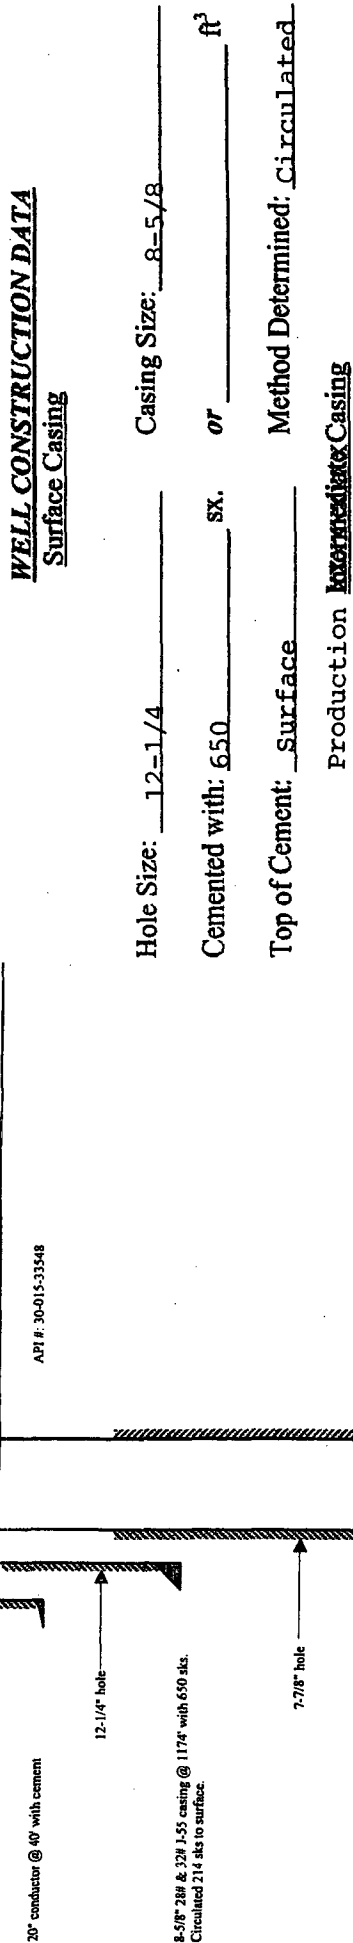 API #: 30-015-33548
20" conductor @ 40' with cement
12-1/4" hole
8-5/8" 28# & 32# J-55 casing @ 1174' with 650 sks.
Circulated 214 sks to surface.
7-7/8" hole
WELL CONSTRUCTION DATA
Surface Casing
Hole Size: 12-1/4 Casing Size: 8-5/8
Cemented with: 650 sx. or ft³
Top of Cement: Surface Method Determined: Circulated
Production Intermediate Casing